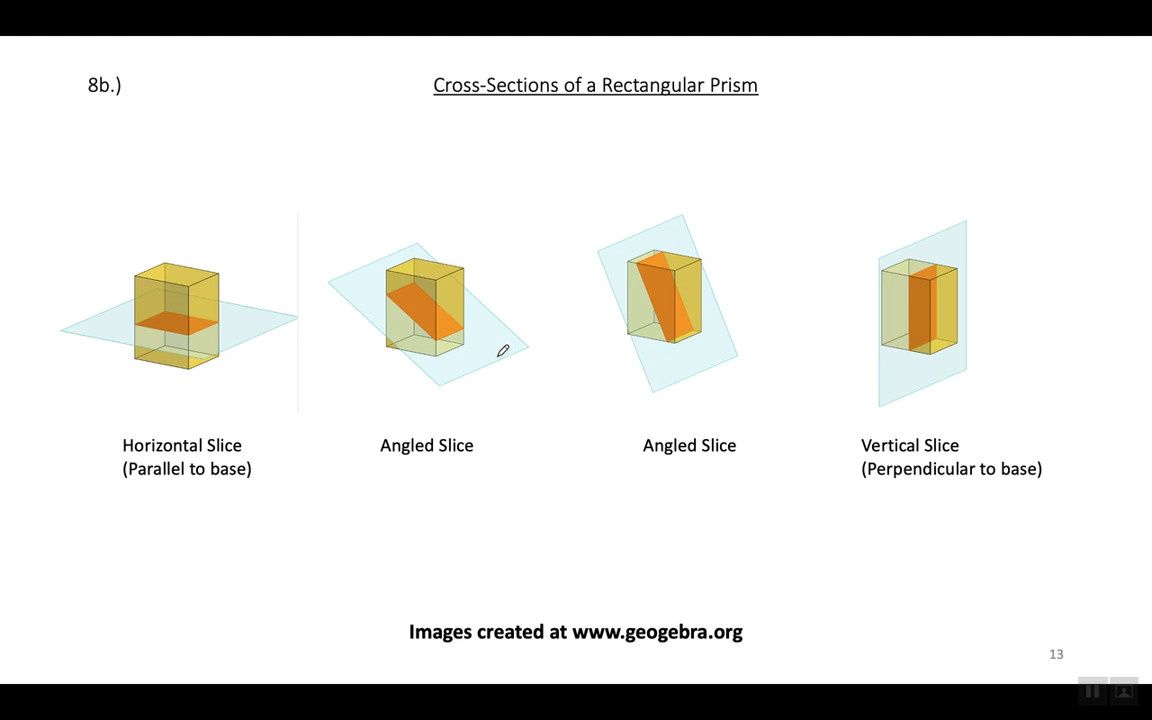 8b.)
Cross-Sections of a Rectangular Prism
Horizontal Slice
(Parallel to base)
Angled Slice
Angled Slice
Vertical Slice
(Perpendicular to base)
Images created at www.geogebra.org
13